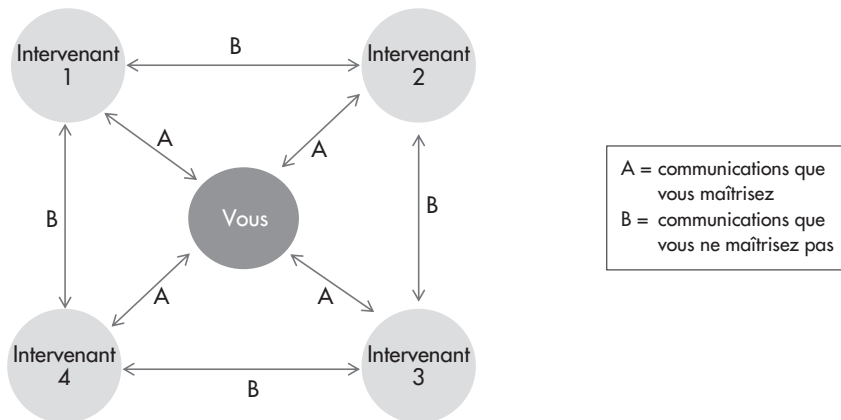 Intervenant
1
B
Intervenant
2
A
A
B
Vous
B
A
A
Intervenant
4
B
Intervenant
3
A = communications que
vous maîtrisez
B = communications que
vous ne maîtrisez pas